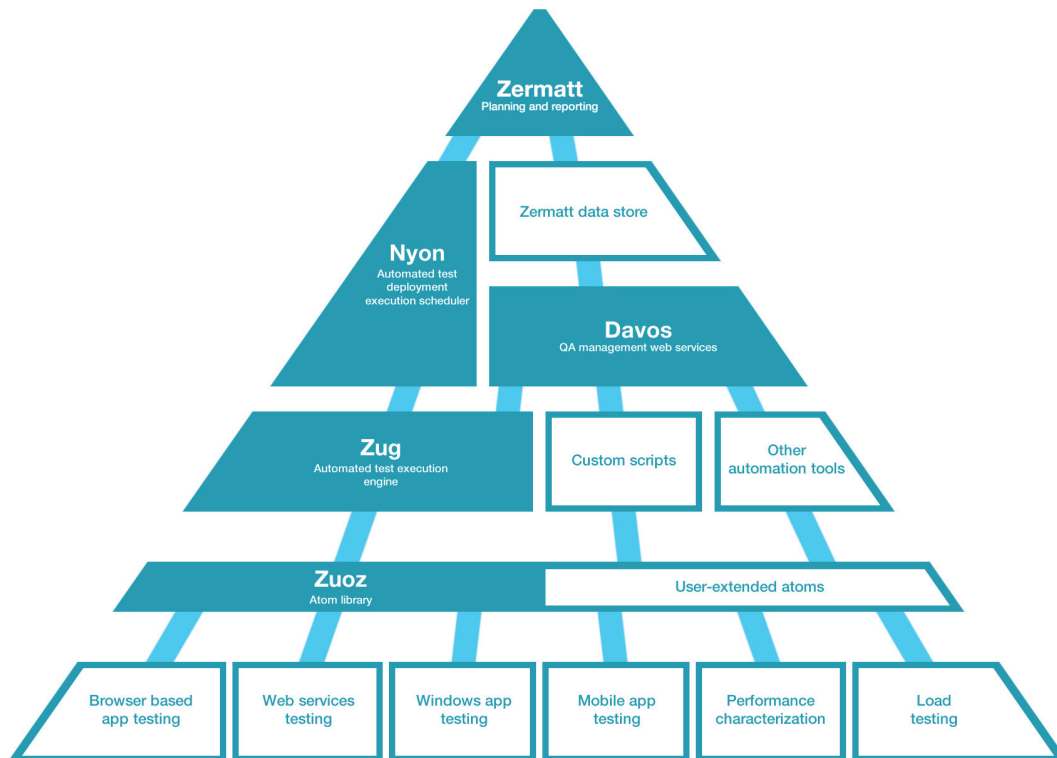 Zermatt
Planning and reporting
Zermatt data store
Nyon
Automated test
deployment
execution scheduler
Davos
QA management web services
Zug
Automated test execution
engine
Custom scripts
Other
automation tools
Zuoz
Atom library
User-extended atoms
Browser based
app testing
Web services
testing
Windows app
testing
Mobile app
testing
Performance
characterization
Load
testing